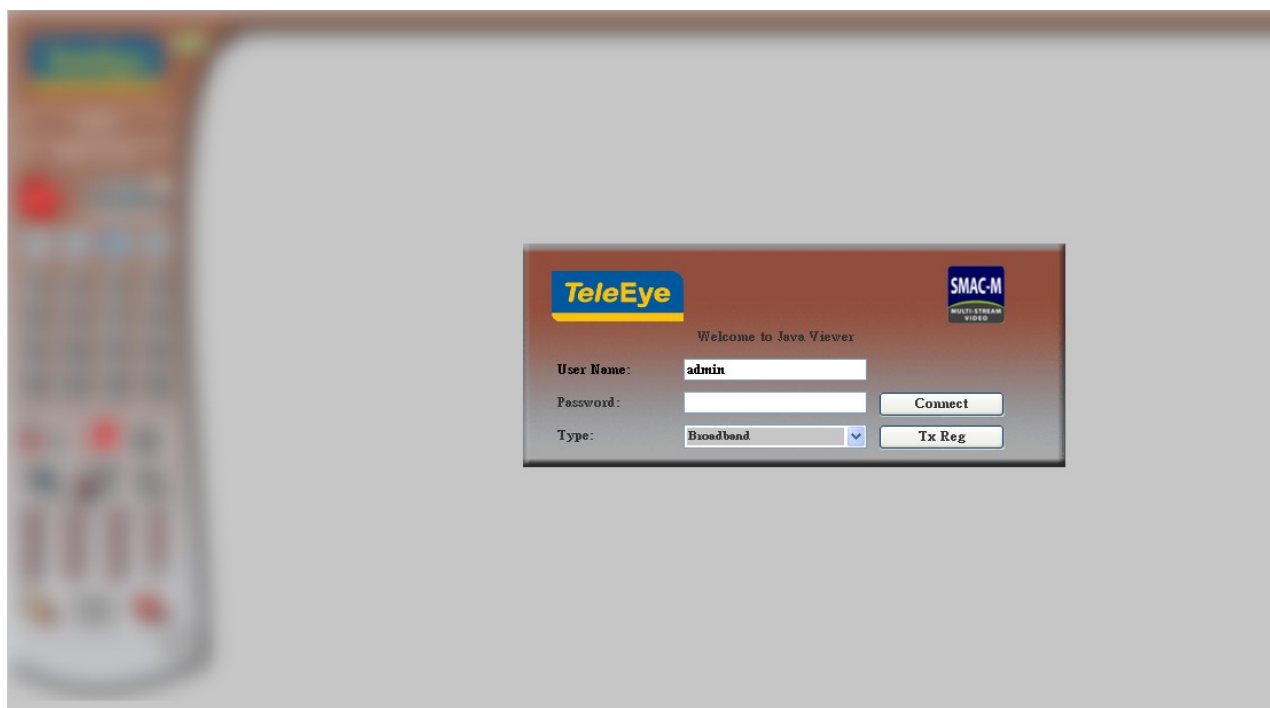 TeleEye
SMAC-M
MULTI-STREAM
VIDEO
Welcome to Java Viewer
User Name:
admin
Password:
Connect
Type:
Broadband
Tx Reg